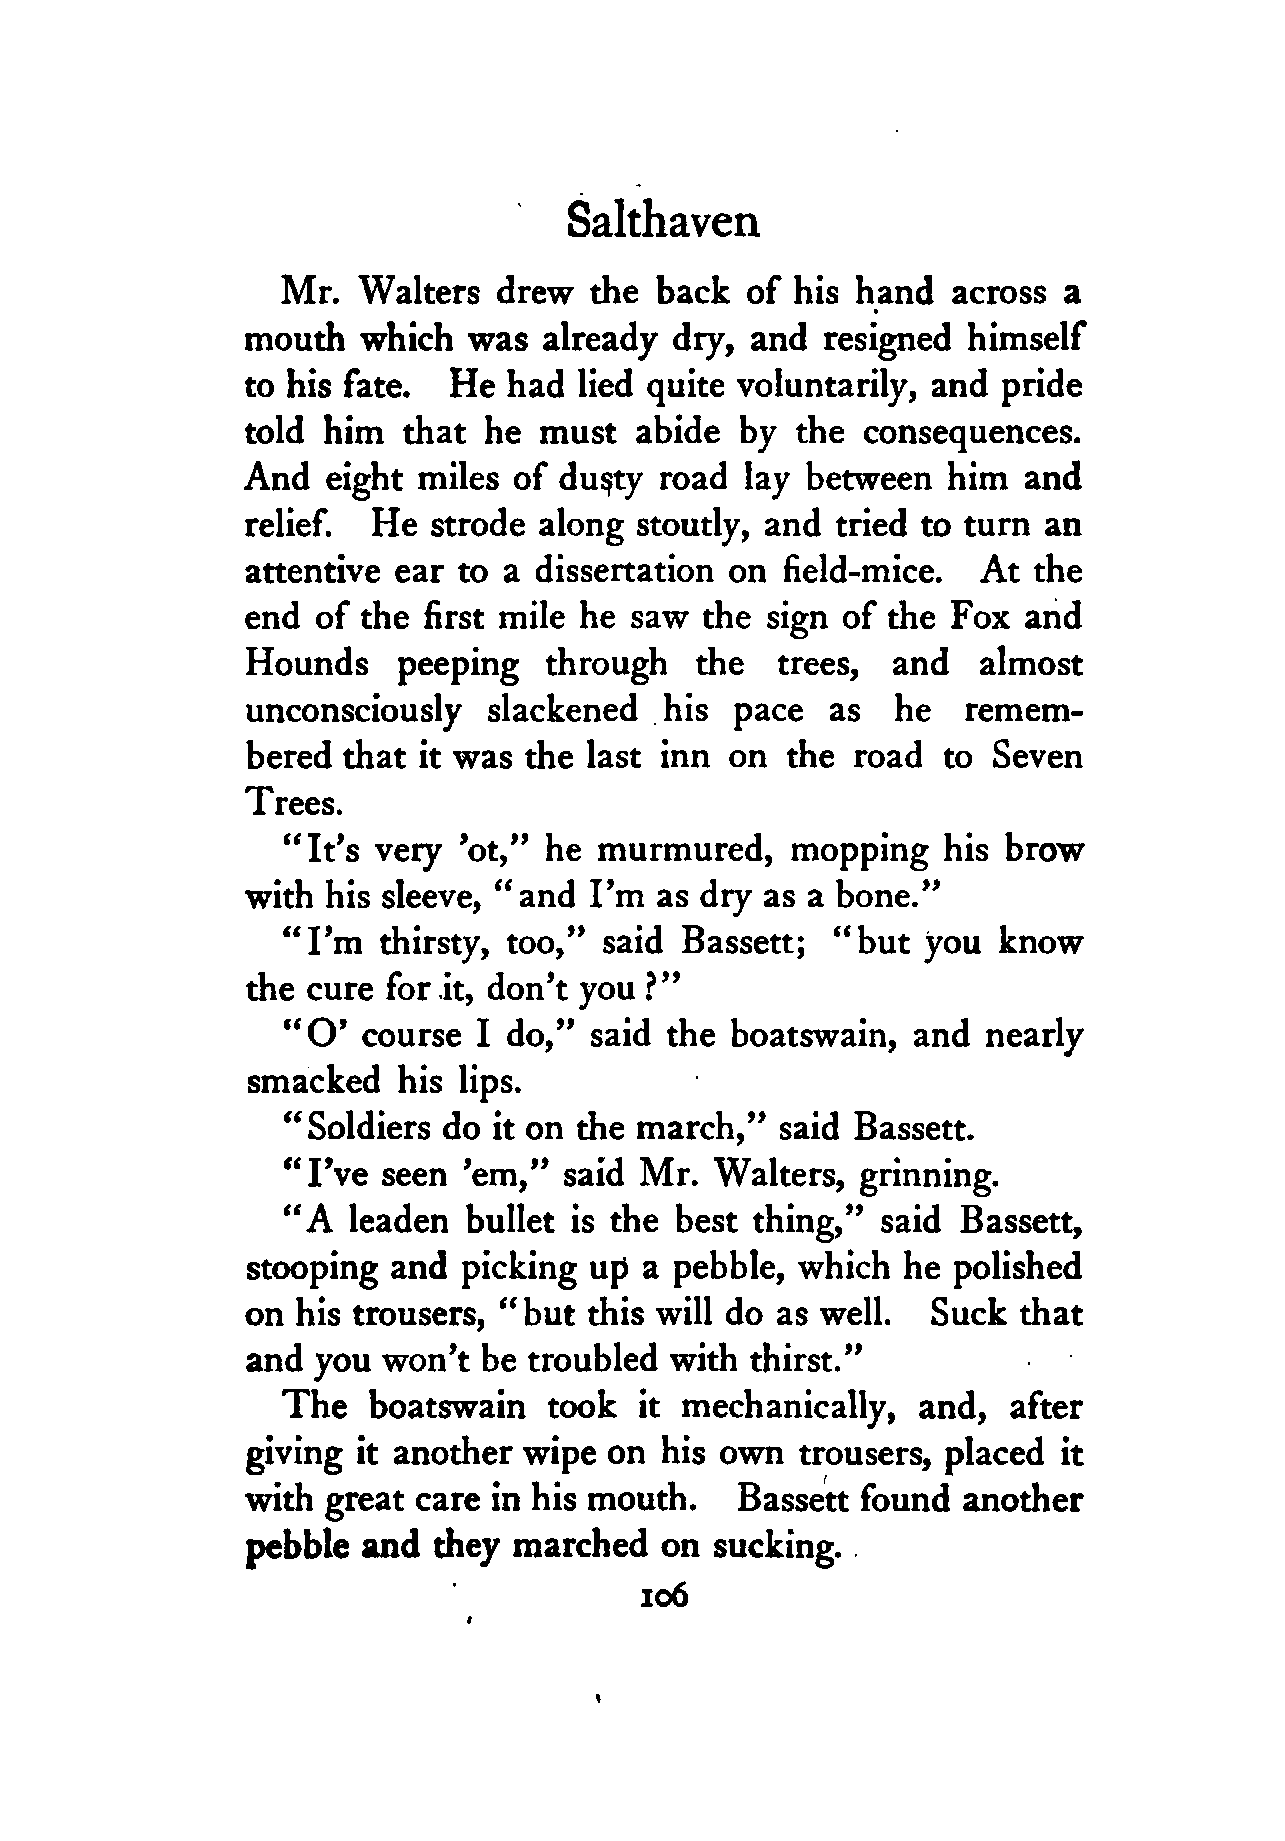 Salthaven
Mr. Walters drew the back of his hand across a
mouth which was already dry, and resigned himself
to his fate. He had lied quite voluntarily, and pride
told him that he must abide by the consequences.
And eight miles of dusty road lay between him and
relief. He strode along stoutly, and tried to turn an
attentive ear to a dissertation on field-mice. At the
end of the first mile he saw the sign of the Fox and
Hounds peeping through the trees, and almost
unconsciously slackened his pace as he remem-
bered that it was the last inn on the road to Seven
Trees.
“It’s very ’ot,” he murmured, mopping his brow
with his sleeve, “and I’m as dry as a bone.”
“I’m thirsty, too,” said Bassett; “but you know
the cure for it, don’t you?”
“O’ course I do,” said the boatswain, and nearly
smacked his lips.
“Soldiers do it on the march,” said Bassett.
“I’ve seen ’em,” said Mr. Walters, grinning.
“A leaden bullet is the best thing,” said Bassett,
stooping and picking up a pebble, which he polished
on his trousers, “but this will do as well. Suck that
and you won’t be troubled with thirst.”
The boatswain took it mechanically, and, after
giving it another wipe on his own trousers, placed it
with great care in his mouth. Bassett found another
pebble and they marched on sucking.
106